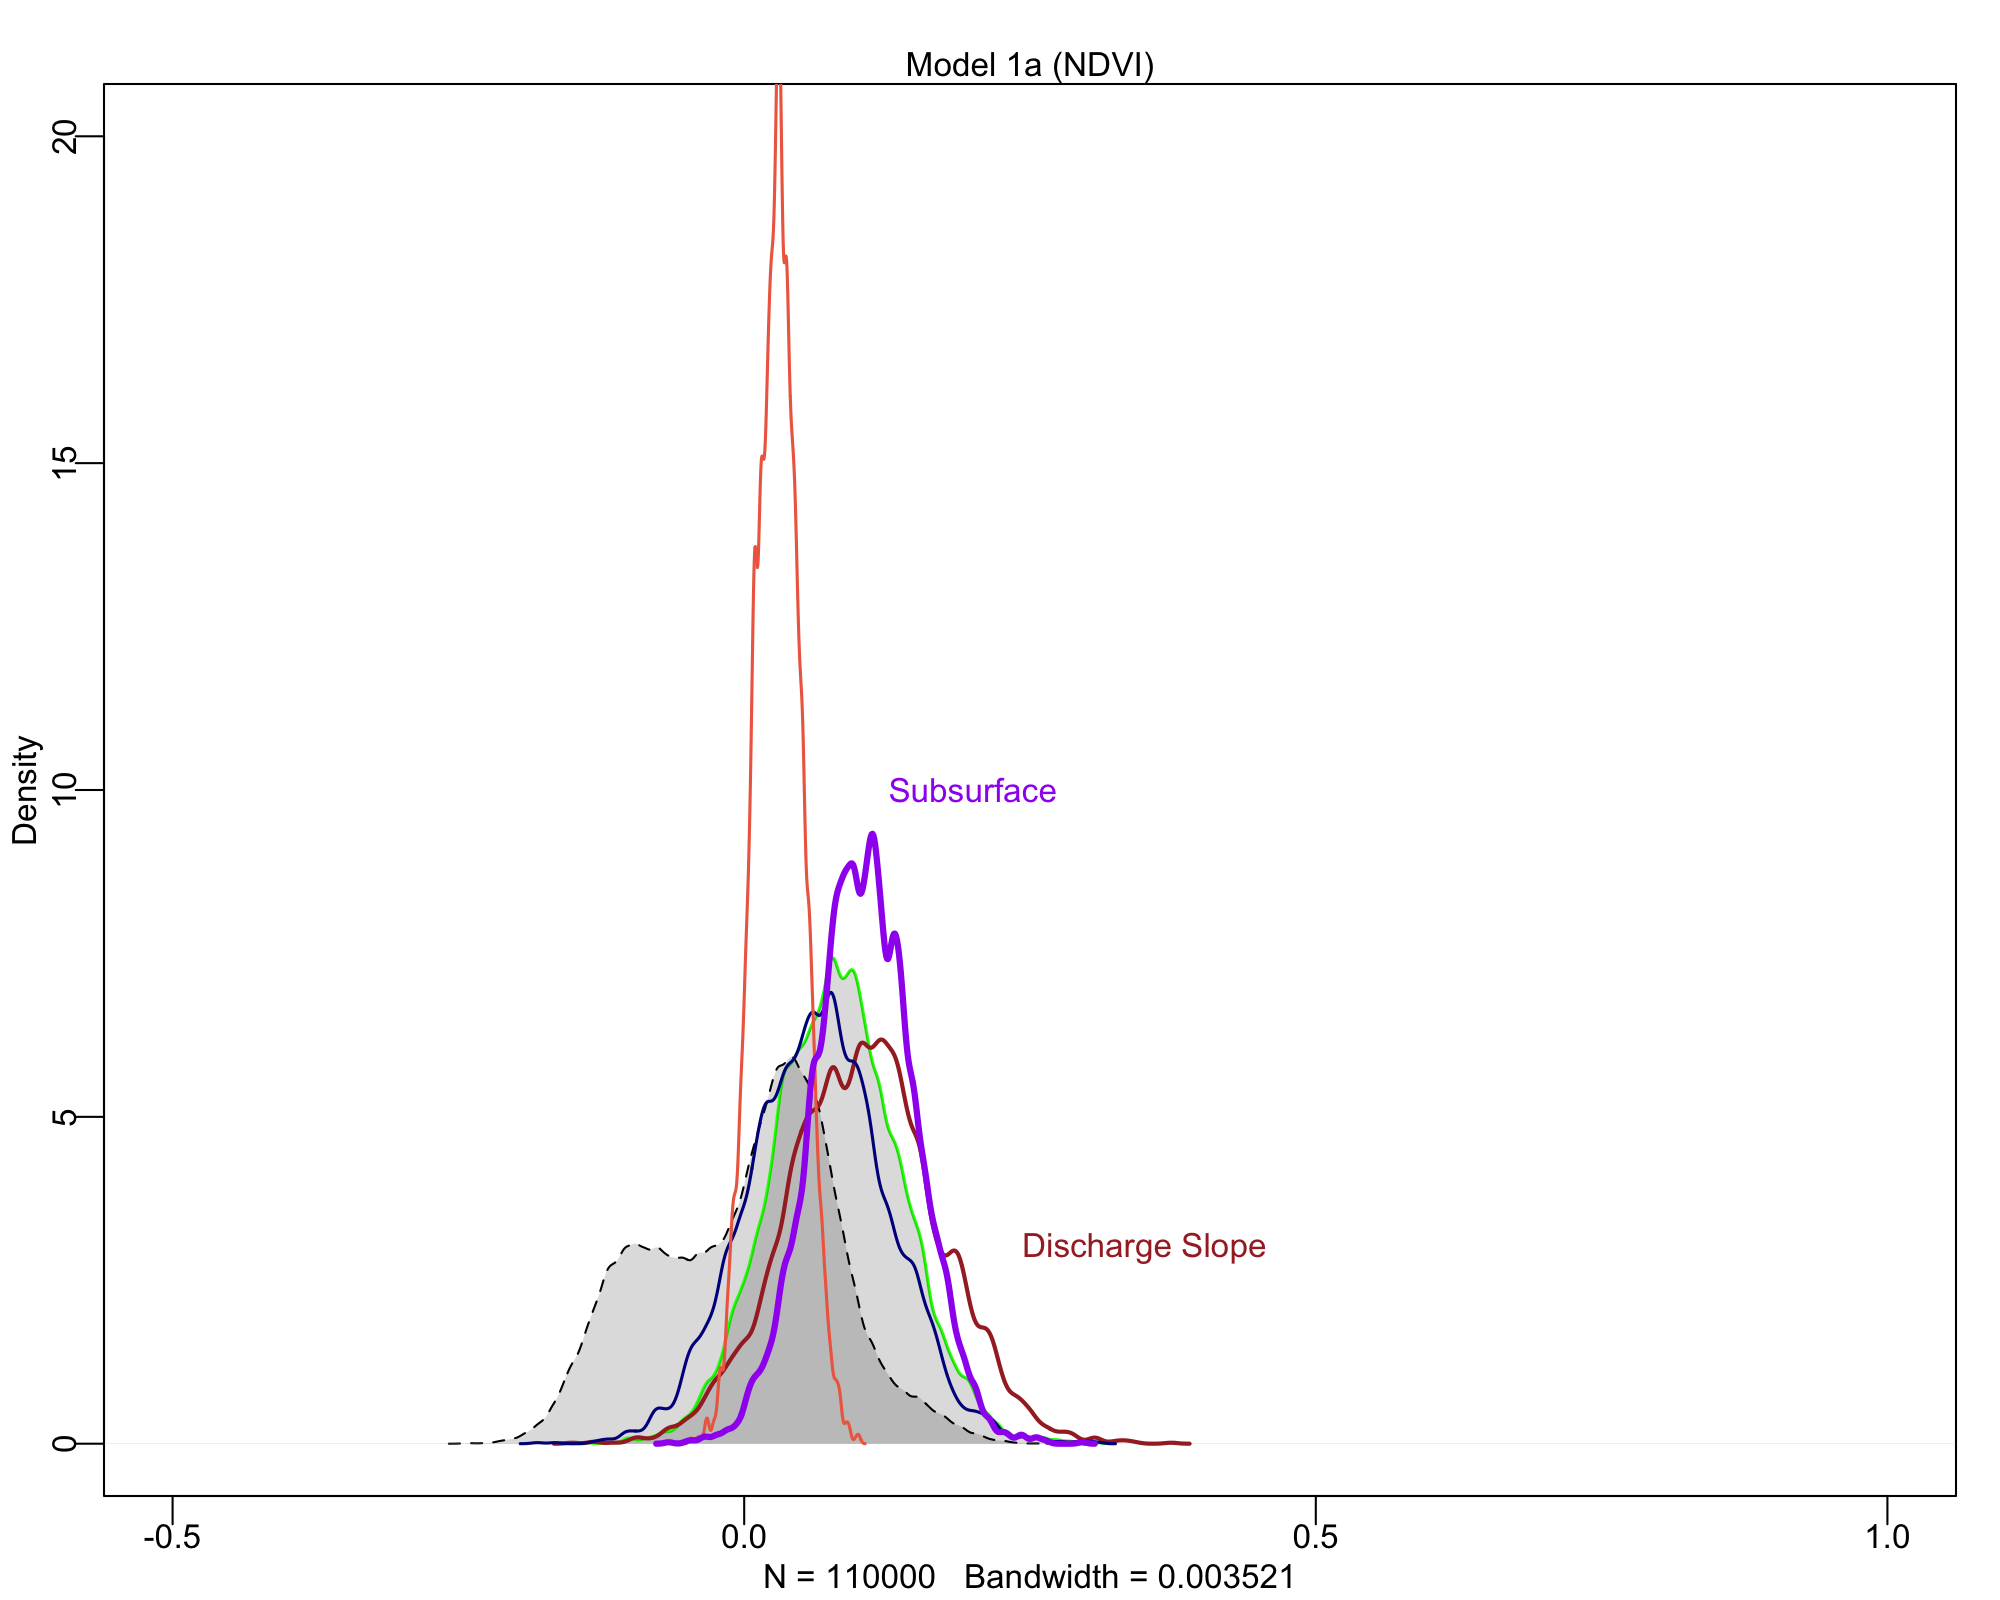 Model 1a (NDVI)
Density
20
15
10
5
0
Subsurface
Discharge Slope
-0.5 0.0 0.5 1.0
N = 110000 Bandwidth = 0.003521